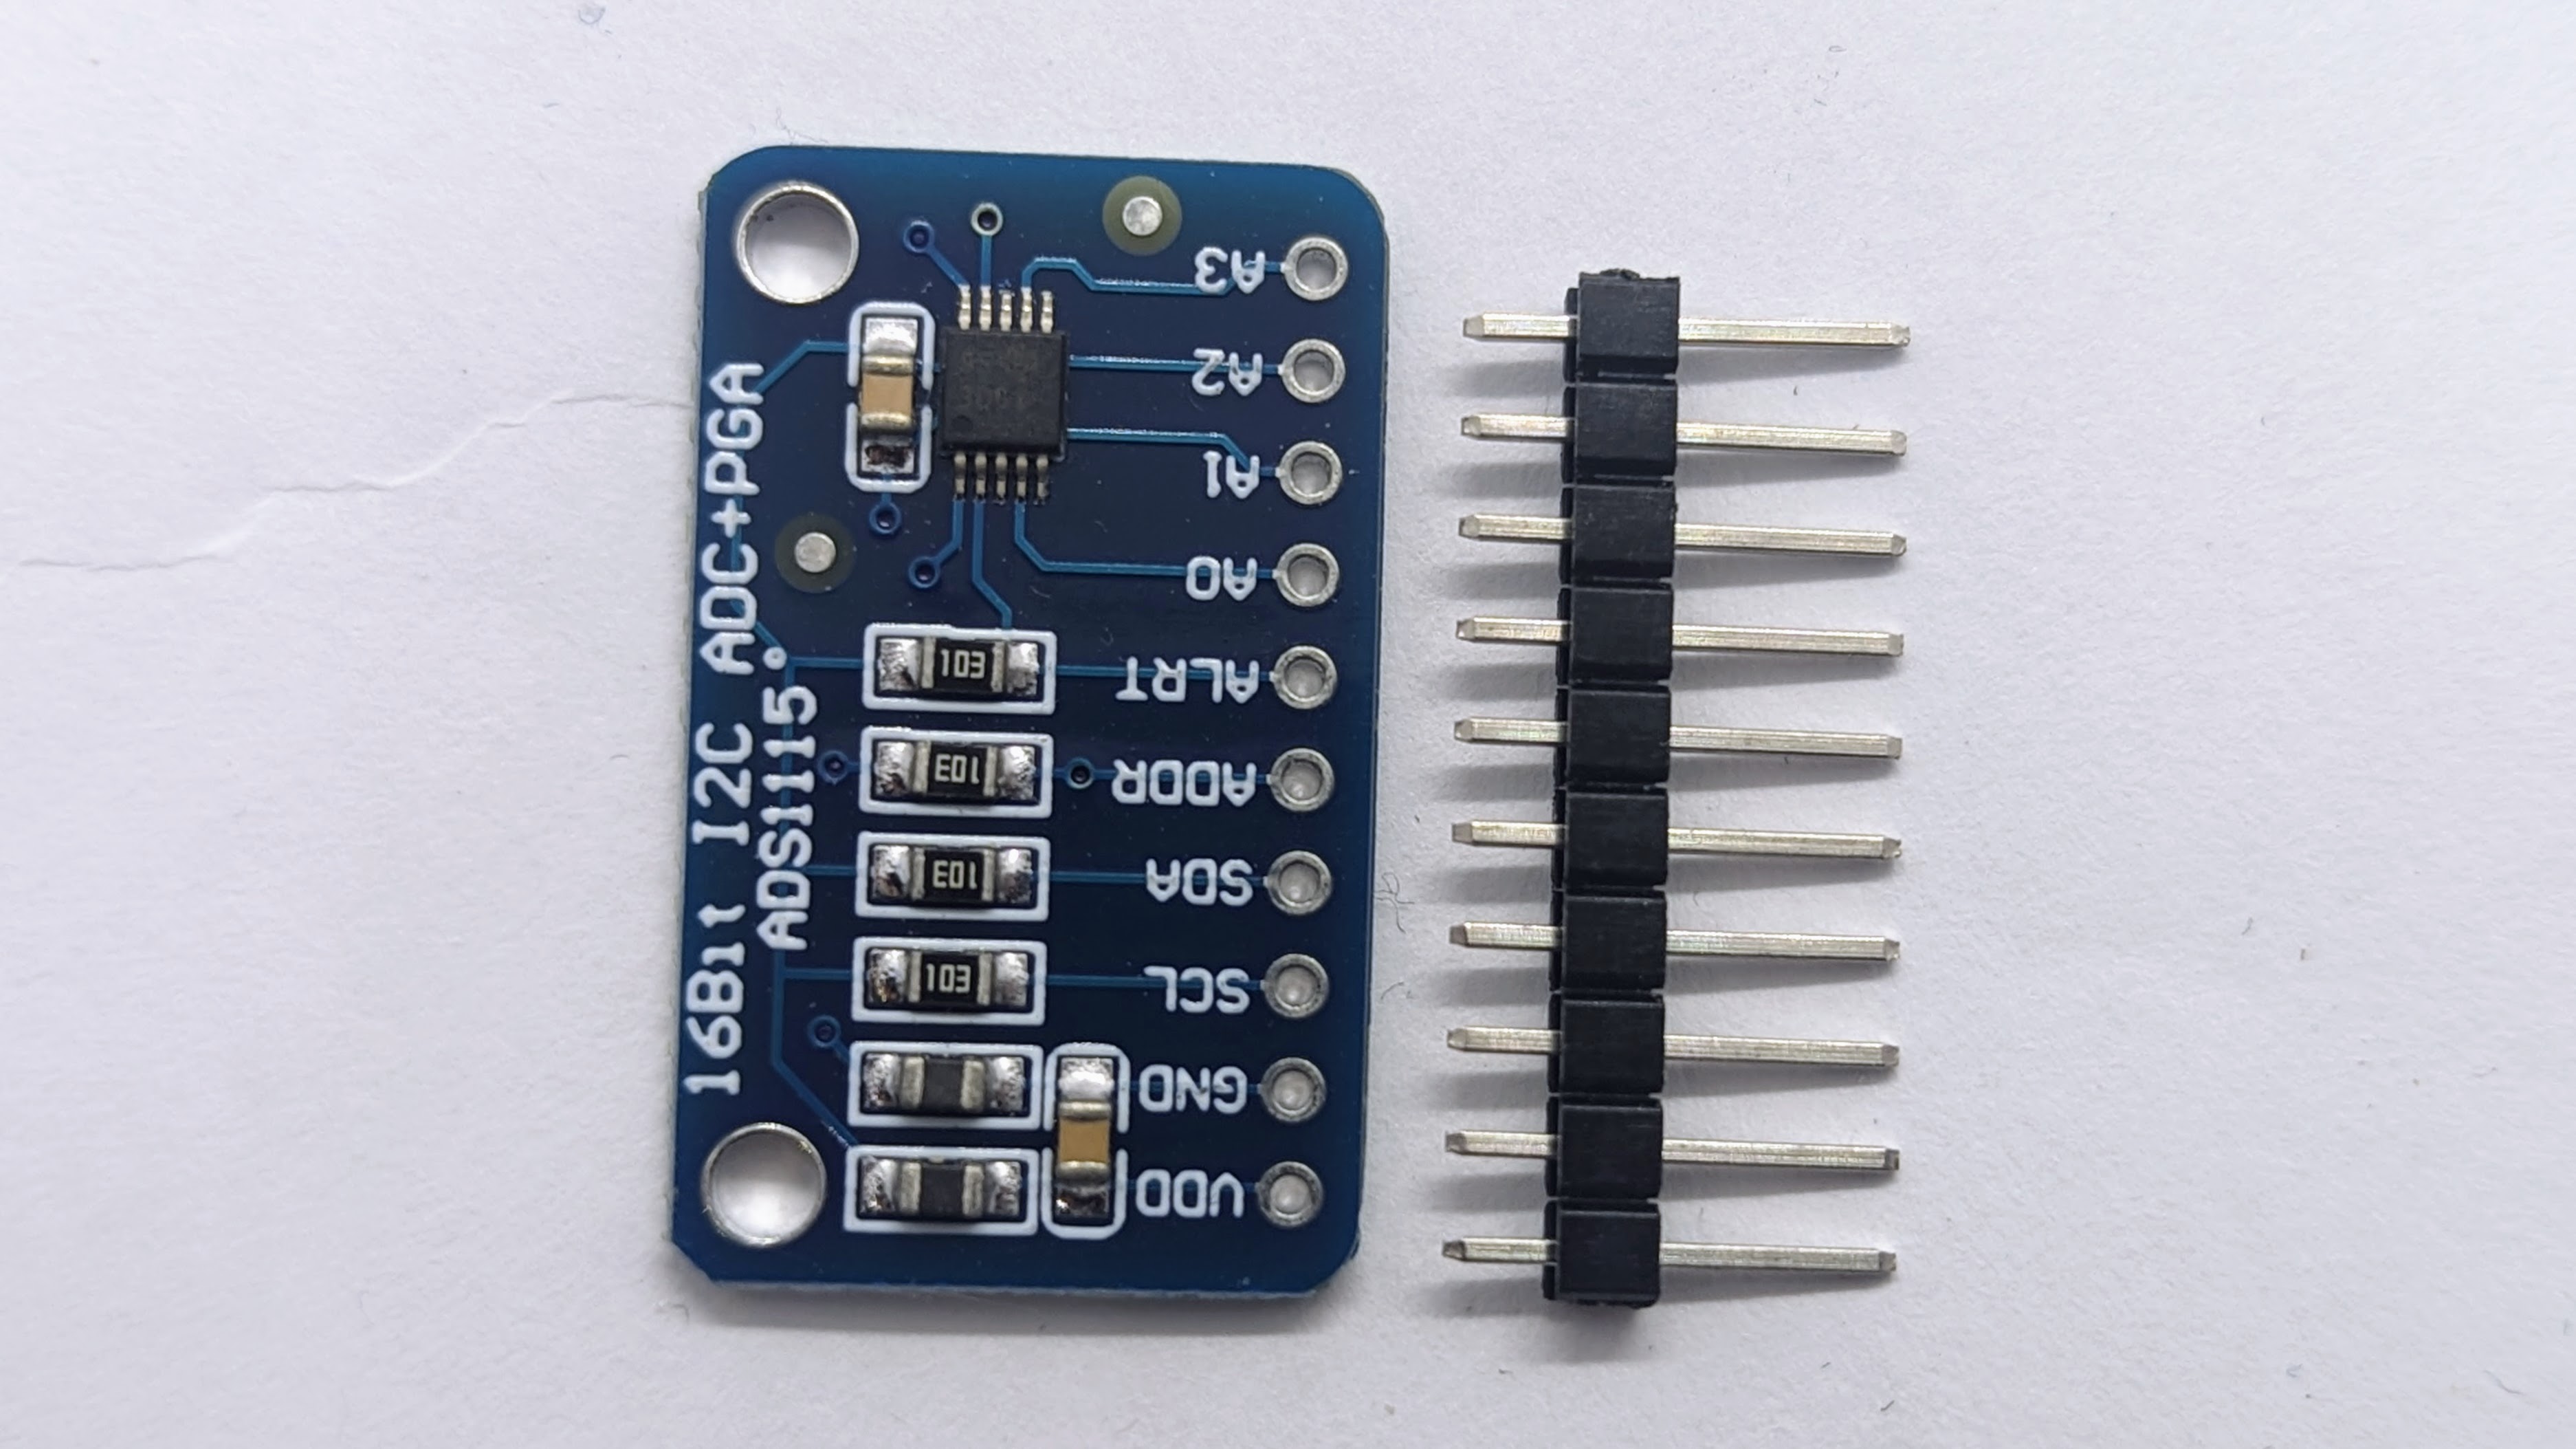 16Bit I2C ADC+PGA
ADS1115
A3
A2
A1
A0
ALRT
ADDR
SDA
SCL
GND
VDD
103
103
103
103